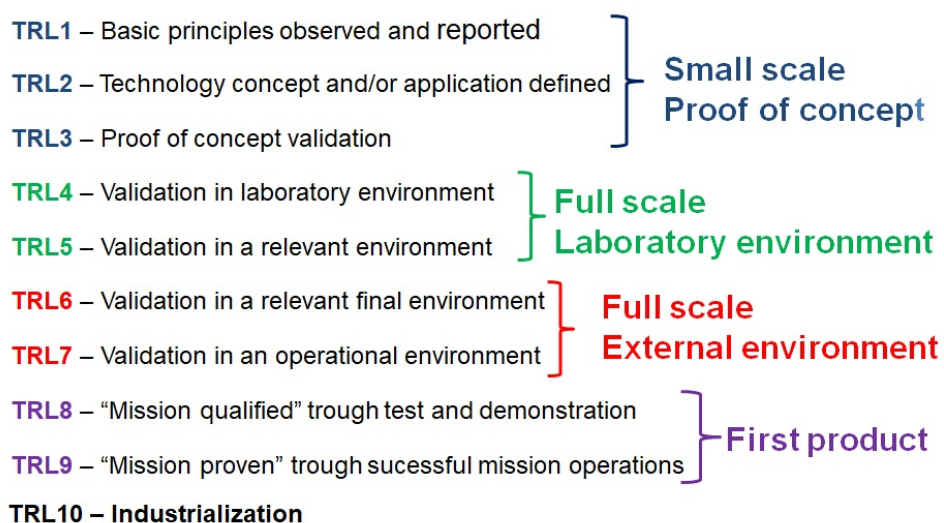 TRL1 – Basic principles observed and reported
TRL2 – Technology concept and/or application defined
TRL3 – Proof of concept validation
Small scale
Proof of concept
TRL4 – Validation in laboratory environment
TRL5 – Validation in a relevant environment
Full scale
Laboratory environment
TRL6 – Validation in a relevant final environment
TRL7 – Validation in an operational environment
Full scale
External environment
TRL8 – “Mission qualified” trough test and demonstration
TRL9 – “Mission proven” trough sucessful mission operations
First product
TRL10 – Industrialization